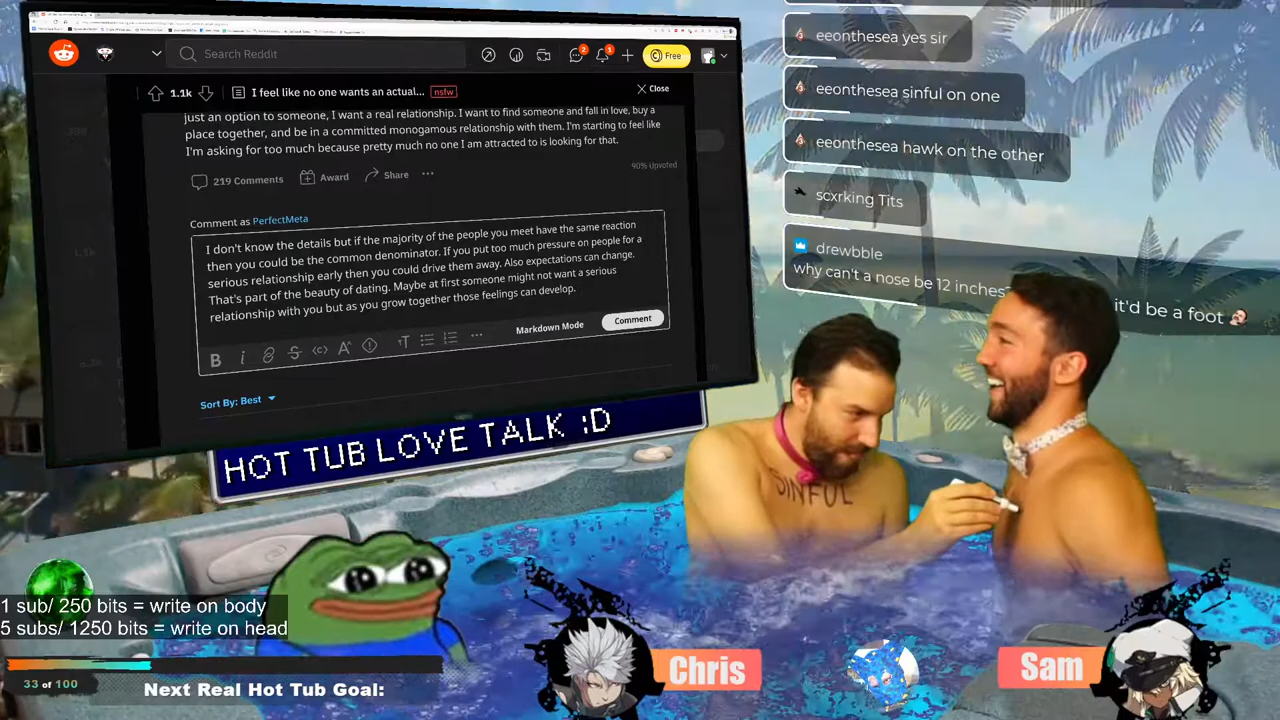 Search Reddit
2
1
Free
1.1k
I feel like no one wants an actual...
nsfw
Close
just an option to someone, I want a real relationship. I want to find someone and fall in love, buy a
place together, and be in a committed monogamous relationship with them. I'm starting to feel like
I'm asking for too much because pretty much no one I am attracted to is looking for that.
90% Upvoted
219 Comments
Award
Share
Comment as PerfectMeta
I don't know the details but if the majority of the people you meet have the same reaction
then you could be the common denominator. If you put too much pressure on people for a
serious relationship early then you could drive them away. Also expectations can change.
That's part of the beauty of dating. Maybe at first someone might not want a serious
relationship with you but as you grow together those feelings can develop.
Markdown Mode
Comment
Sort By: Best
HOT TUB LOVE TALK :D
eeonthesea yes sir
eeonthesea sinful on one
eeonthesea hawk on the other
scxrking Tits
drewbble
why can't a nose be 12 inches it'd be a foot
SINFUL
1 sub/ 250 bits = write on body
5 subs/ 1250 bits = write on head
33 of 100
Next Real Hot Tub Goal:
Chris
Sam